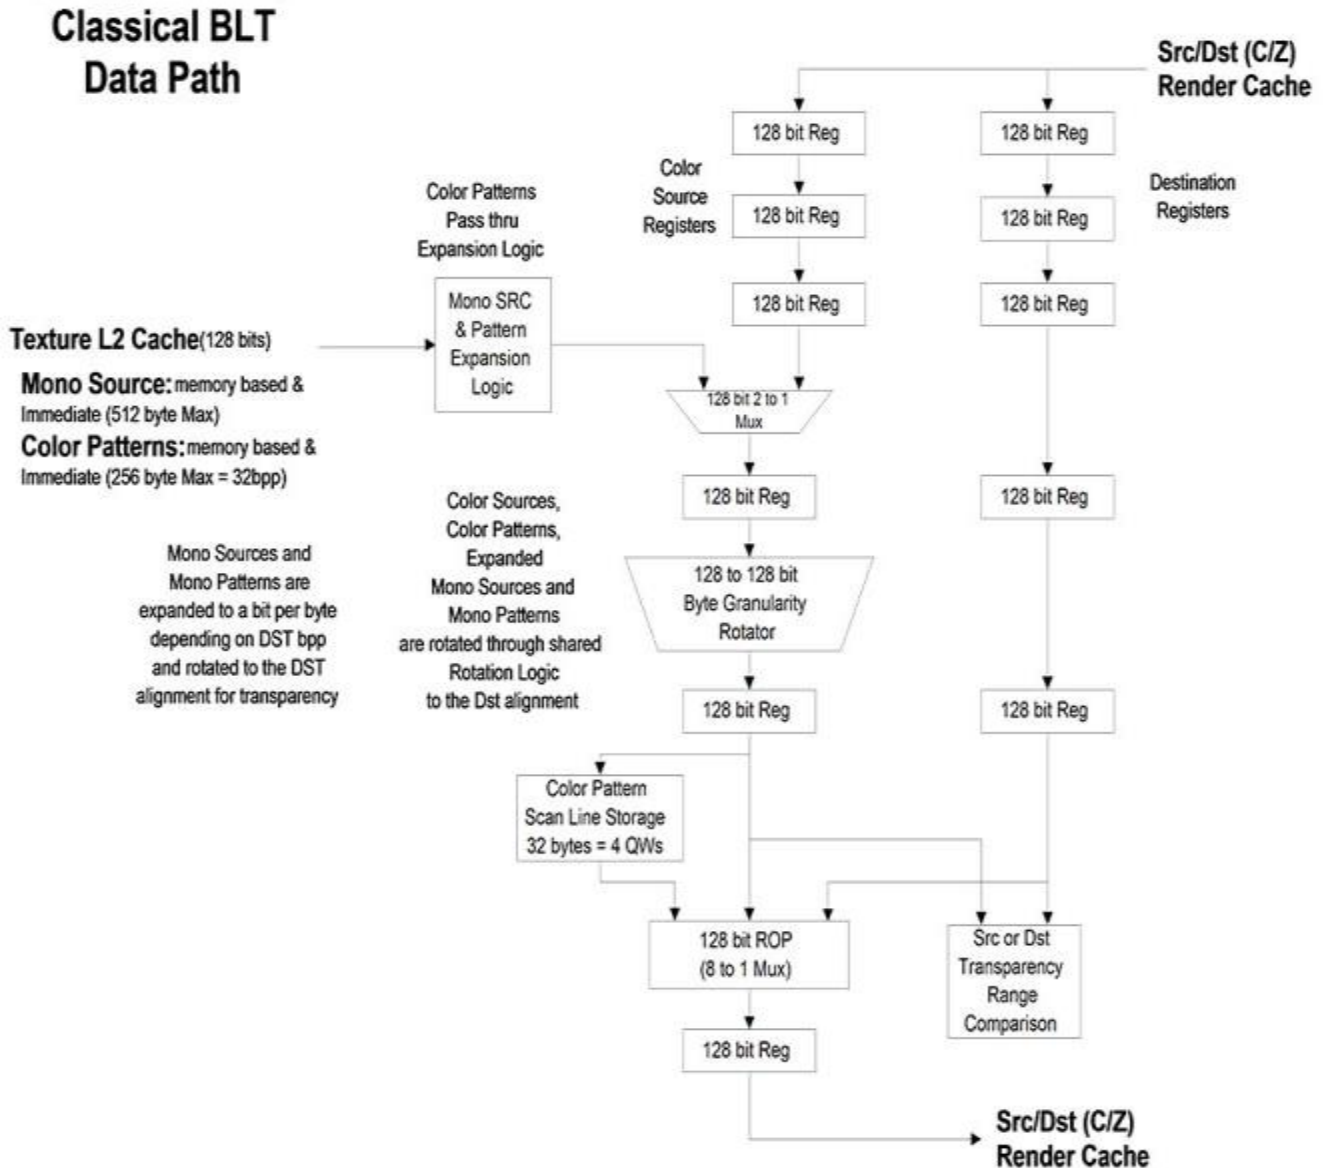 Classical BLT
Data Path
Src/Dst (C/Z)
Render Cache
128 bit Reg
128 bit Reg
Color
Source
Registers
Destination
Registers
Color Patterns
Pass thru
Expansion Logic
128 bit Reg
128 bit Reg
128 bit Reg
128 bit Reg
Mono SRC
& Pattern
Expansion
Logic
Texture L2 Cache(128 bits)
Mono Source: memory based &
Immediate (512 byte Max)
Color Patterns: memory based &
Immediate (256 byte Max = 32bpp)
128 bit 2 to 1
Mux
128 bit Reg
128 bit Reg
Mono Sources and
Mono Patterns are
expanded to a bit per byte
depending on DST bpp
and rotated to the DST
alignment for transparency
Color Sources,
Color Patterns,
Expanded
Mono Sources and
Mono Patterns
are rotated through shared
Rotation Logic
to the Dst alignment
128 to 128 bit
Byte Granularity
Rotator
128 bit Reg
128 bit Reg
Color Pattern
Scan Line Storage
32 bytes = 4 QWs
128 bit ROP
(8 to 1 Mux)
Src or Dst
Transparency
Range
Comparison
128 bit Reg
Src/Dst (C/Z)
Render Cache